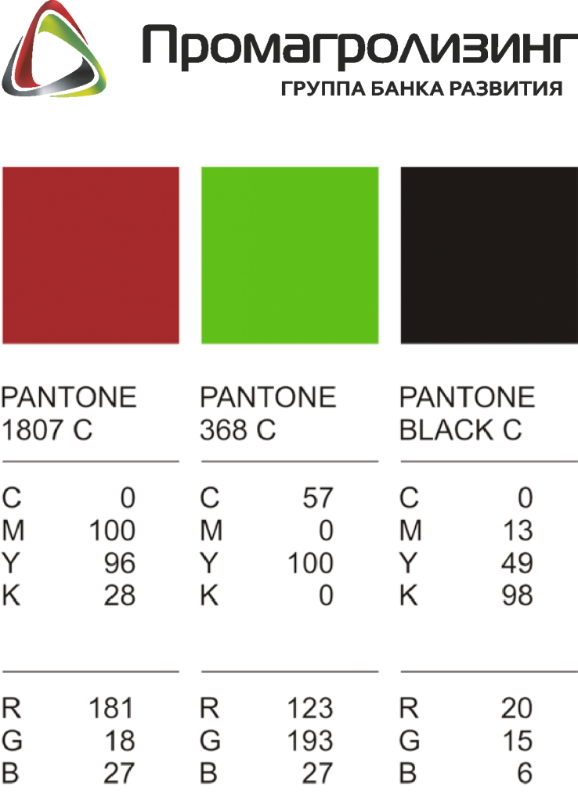 Промагролизинг
ГРУППА БАНКА РАЗВИТИЯ
PANTONE PANTONE PANTONE
1807 C 368 C BLACK C
C 0 C 57 C 0
M 100 M 0 M 13
Y 96 Y 100 Y 49
K 28 K 0 K 98
R 181 R 123 R 20
G 18 G 193 G 15
B 27 B 27 B 6